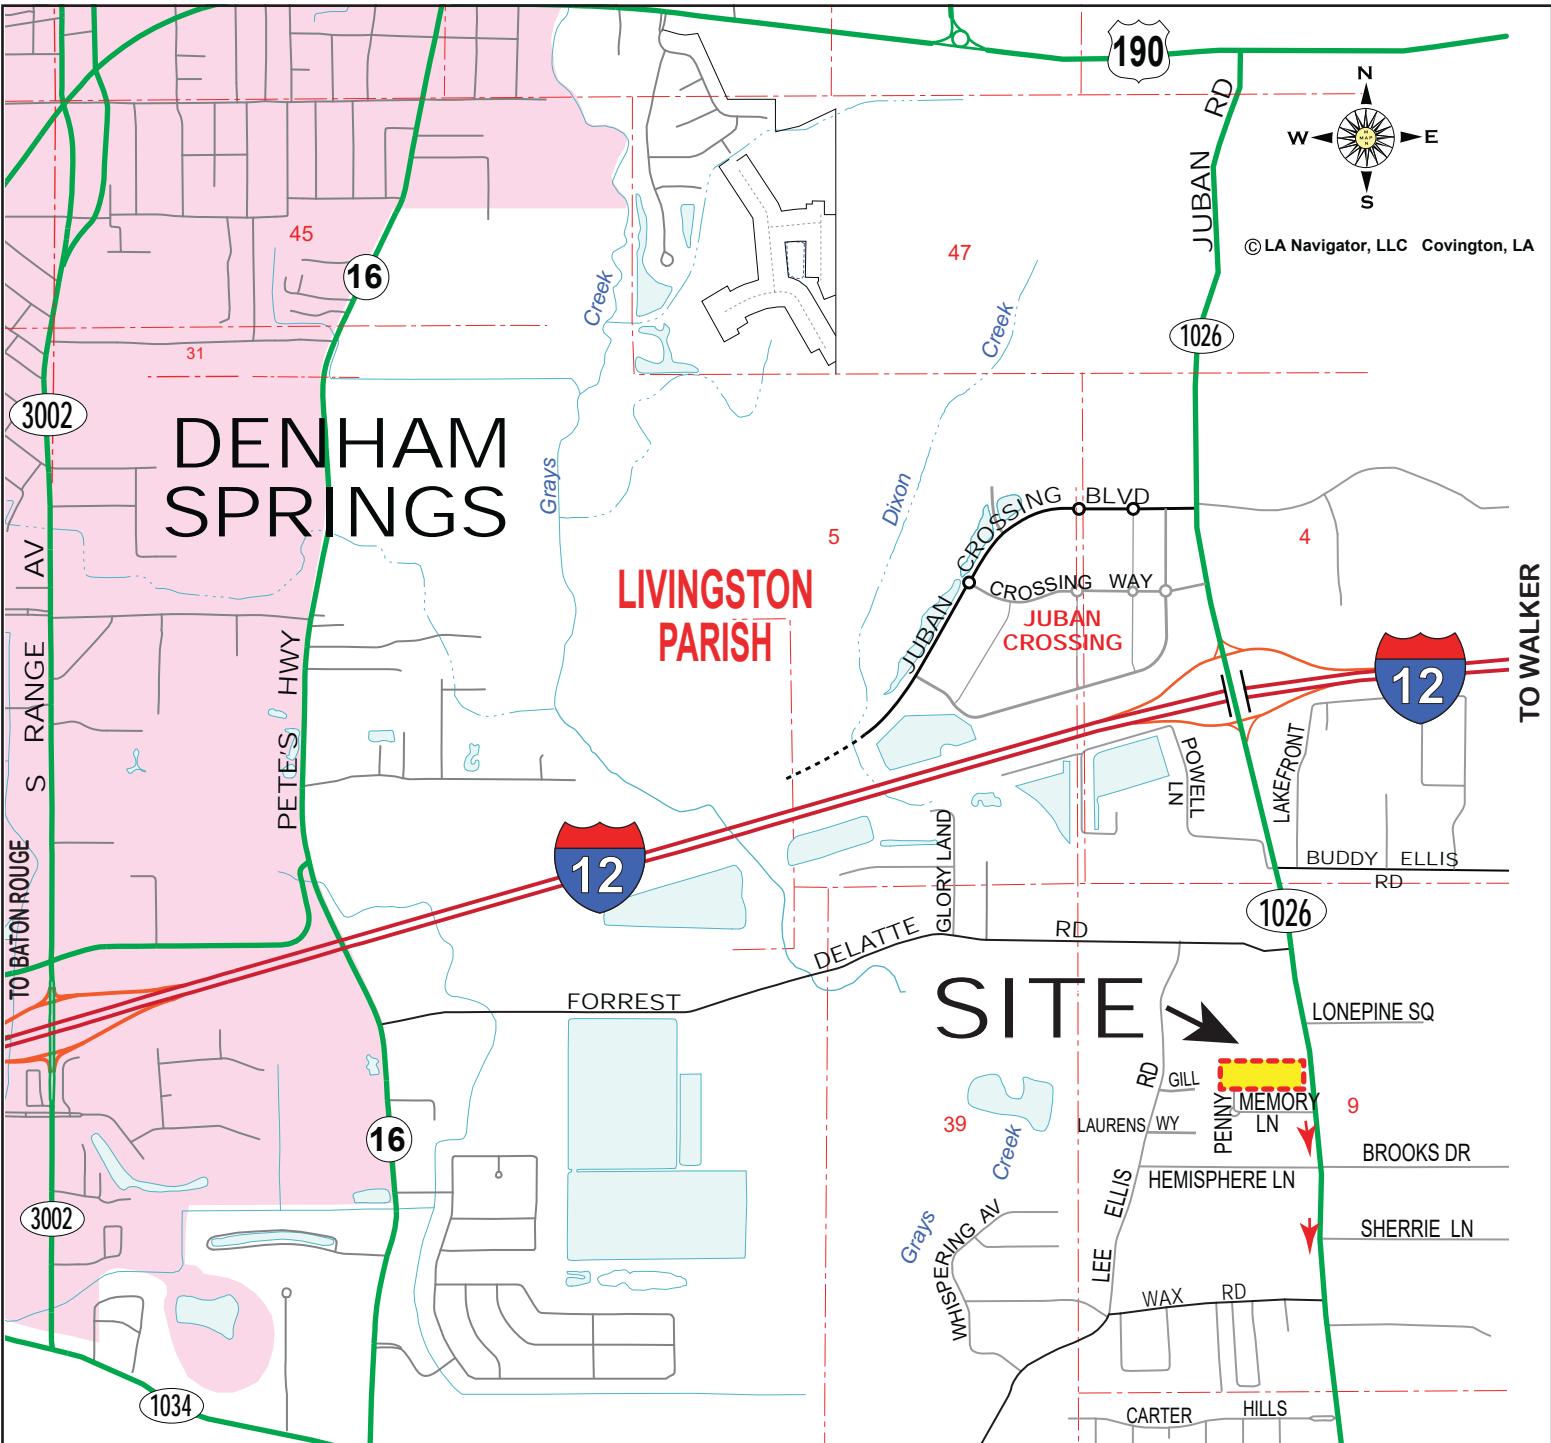 190
N
W E
S
MAP
JUBAN RD
© LA Navigator, LLC Covington, LA
45
47
16
Creek
Creek
1026
31
3002
DENHAM
SPRINGS
Grays
Dixon
JUBAN CROSSING BLVD
5
4
CROSSING WAY
LIVINGSTON
PARISH
JUBAN
CROSSING
TO WALKER
S RANGE AV
PETE'S HWY
12
POWELL
LN
LAKEFRONT
12
GLORY LAND
BUDDY ELLIS
RD
TO BATON ROUGE
1026
FORREST DELATTE RD
SITE
LONEPINE SQ
GILL
PENNY
MEMORY
LN
9
16
39
Grays Creek
LAURENS WY
BROOKS DR
HEMISPHERE LN
LEE ELLIS RD
3002
WHISPERING AV
SHERRIE LN
WAX RD
1034
CARTER HILLS